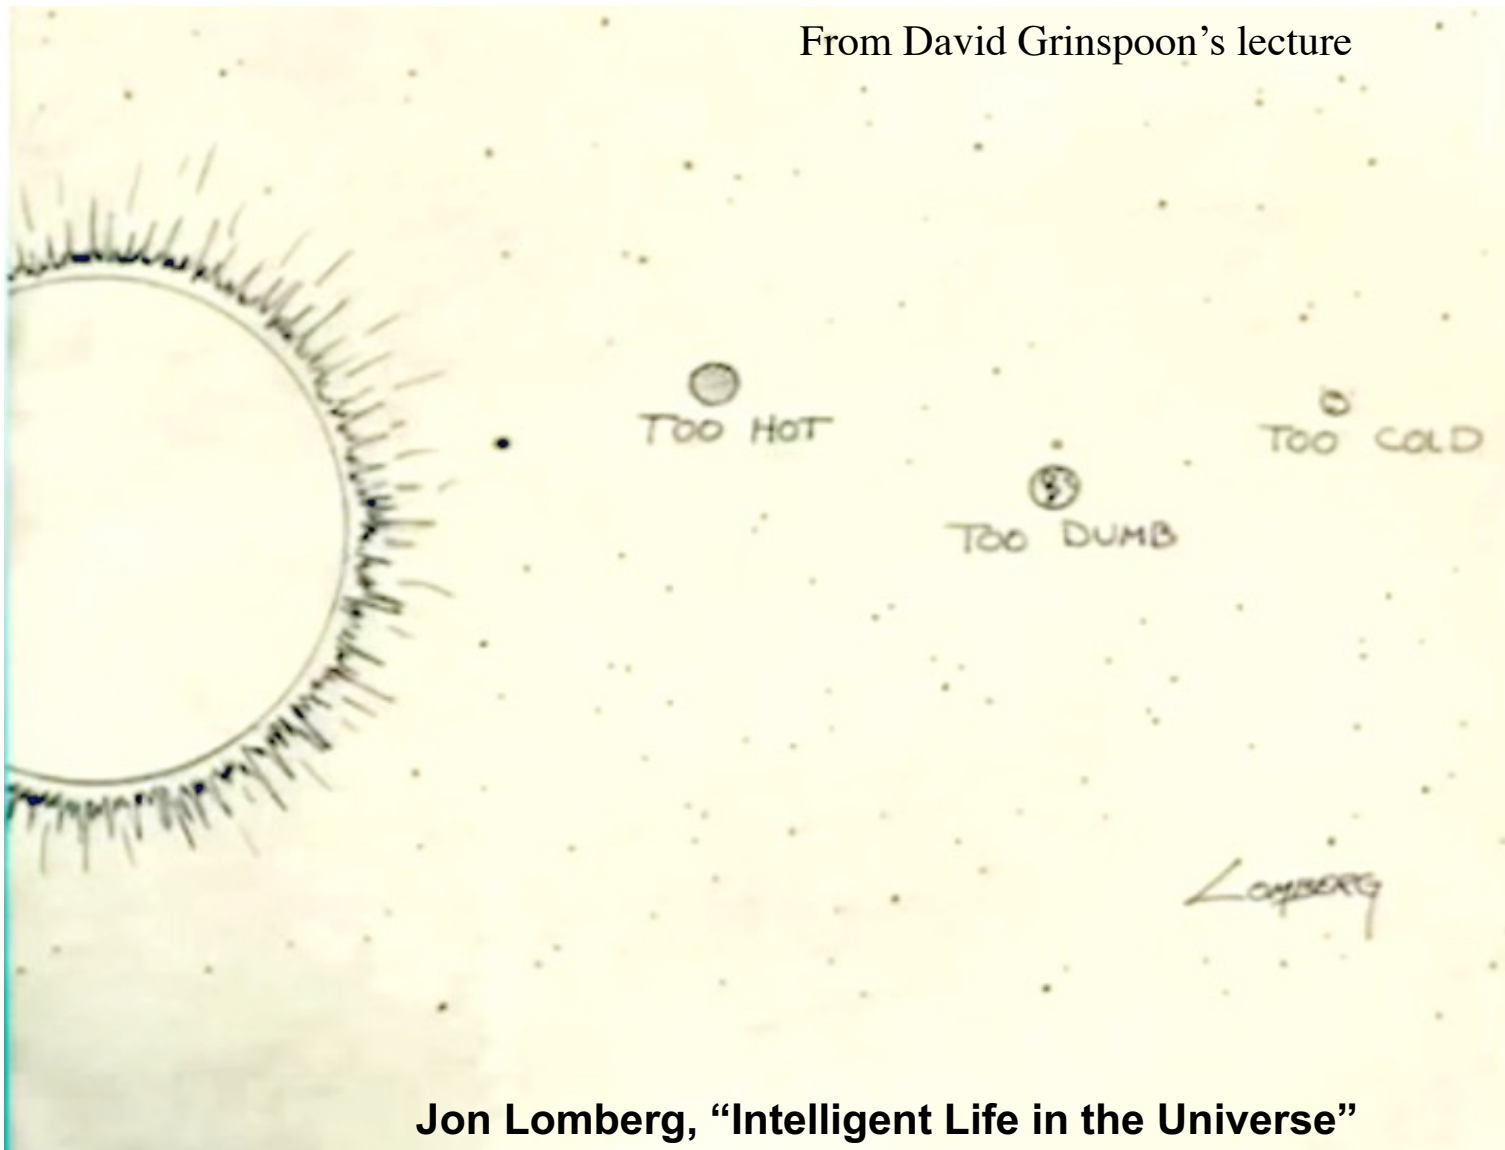 From David Grinspoon’s lecture
TOO HOT
TOO COLD
TOO DUMB
LOMBERG
Jon Lomberg, “Intelligent Life in the Universe”